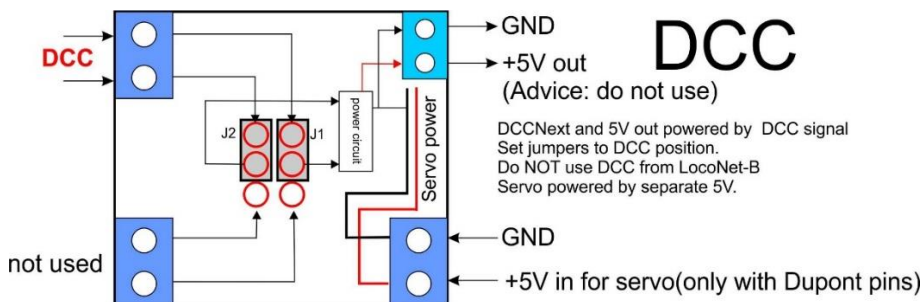 DCC
not used
J2
J1
power circuit
Servo power
GND
+5V out
(Advice: do not use)
DCC
DCCNext and 5V out powered by DCC signal
Set jumpers to DCC position.
Do NOT use DCC from LocoNet-B
Servo powered by separate 5V.
GND
+5V in for servo(only with Dupont pins)